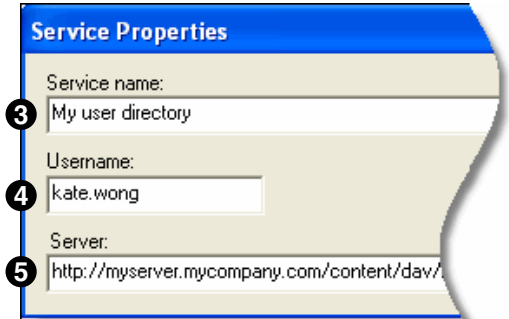 Service Properties
Service name:
3 My user directory
Username:
4 kate.wong
Server:
5 http://myserver.mycompany.com/content/dav/